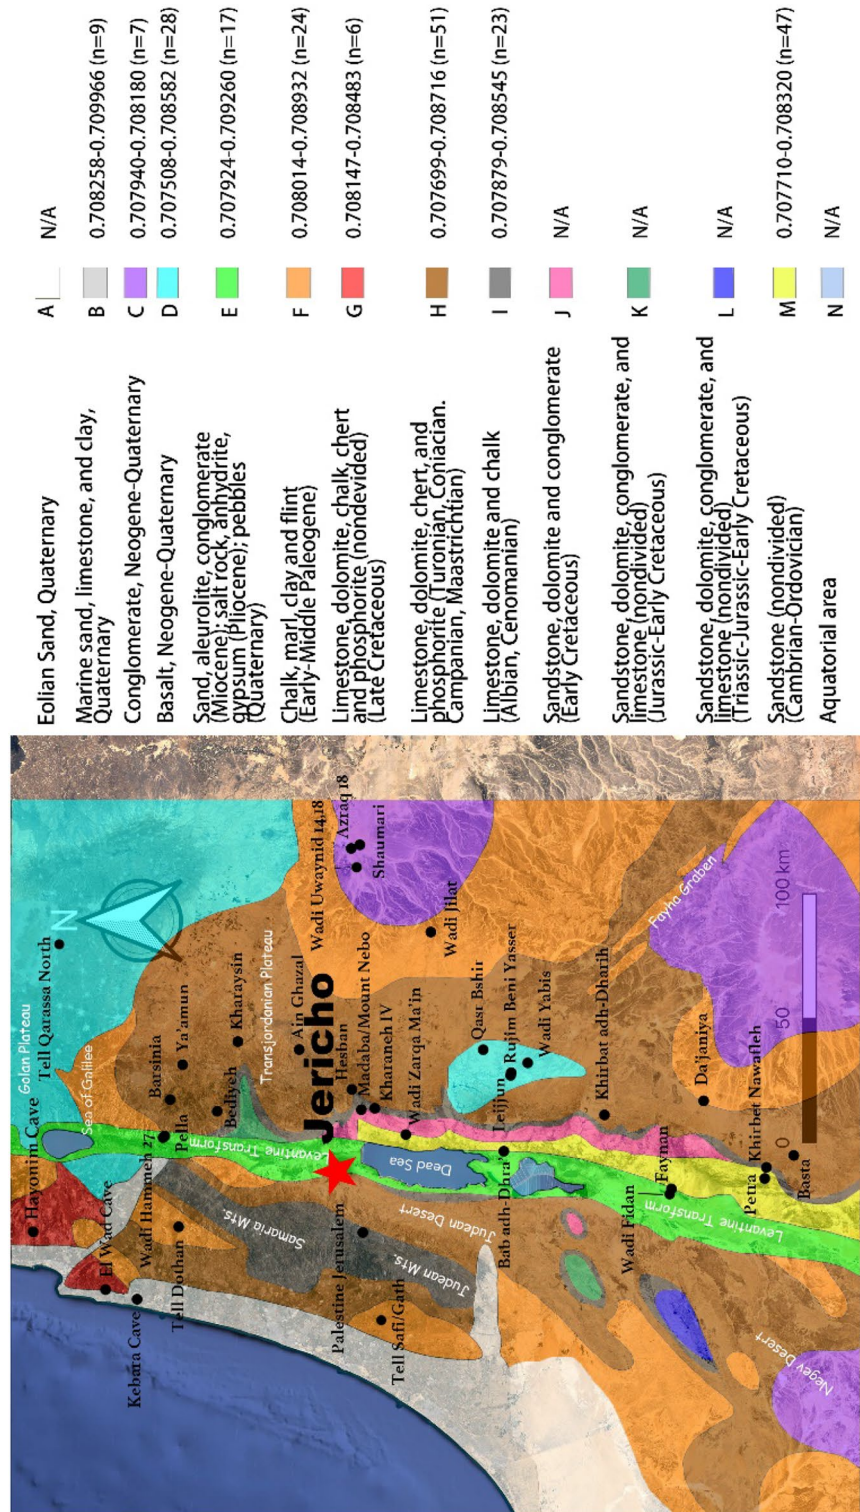 A
N/A
B
0.708258-0.709966 (n=9)
C
0.707940-0.708180 (n=7)
D
0.707508-0.708582 (n=28)
E
0.707924-0.709260 (n=17)
F
0.708014-0.708932 (n=24)
G
0.708147-0.708483 (n=6)
H
0.707699-0.708716 (n=51)
I
0.707879-0.708545 (n=23)
J
N/A
K
N/A
L
N/A
M
0.707710-0.708320 (n=47)
N
Eolian Sand, Quaternary
Marine sand, limestone, and clay,
Quaternary
Conglomerate, Neogene-Quaternary
Basalt, Neogene-Quaternary
Sand, aleurolite, conglomerate
(Miocene); salt rock, anhydrite,
gypsum (Pliocene); pebbles
(Quaternary)
Chalk, marl, clay and flint
(Early-Middle Paleogene)
Limestone, dolomite, chalk, chert
and phosphorite (nondevided)
(Late Cretaceous)
Limestone, dolomite, chert, and
phosphorite (Turonian, Coniacian.
Campanian, Maastrichtian)
Limestone, dolomite and chalk
(Albian, Cenomanian)
Sandstone, dolomite and conglomerate
(Early Cretaceous)
Sandstone, dolomite, conglomerate, and
limestone (nondivided)
(Jurassic-Early Cretaceous)
Sandstone, dolomite, conglomerate, and
limestone (nondivided)
(Triassic-Jurassic-Early Cretaceous)
Sandstone (nondivided)
(Cambrian-Ordovician)
Aquatorial area
N
Golan Plateau
Tell Qarassa North
Sea of Galilee
Hayonim Cave
El Wad Cave
Kebara Cave
Wadi Hammeh 27
Pella
Barsinia
Ya'amun
Tell Dothan
Bediyeh
Kharaysin
Levantine Transform
Samaria Mts.
Transjordanian Plateau
Ain Ghazal
Jericho
Wadi Uwaynid 14,18
Azraq 18
Shaumari
Hesban
Madaba/Mount Nebo
Kharaneh IV
Palestine Jerusalem
Wadi Zarqa Ma'in
Wadi Jilat
Tell Safi/Gath
Judean Mts.
Judean Desert
Dead Sea
Qasr Bshir
Leijjun
Rujim Beni Yasser
Wadi Yabis
Bab adh-Dhra'
Khirbat adh-Dharih
Fayha Graben
Wadi Fidan
Faynan
Da'janiya
Levantine Transform
Petra
Khirbet Nawafleh
Basta
Negev Desert
0
50
100 km